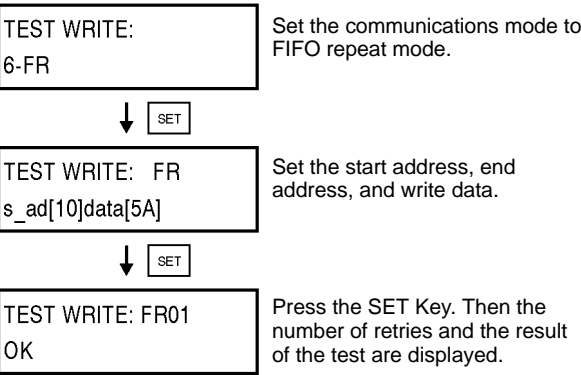 TEST WRITE:
6-FR
Set the communications mode to
FIFO repeat mode.
SET
TEST WRITE: FR
s_ad[10]data[5A]
Set the start address, end
address, and write data.
SET
TEST WRITE: FR01
OK
Press the SET Key. Then the
number of retries and the result
of the test are displayed.